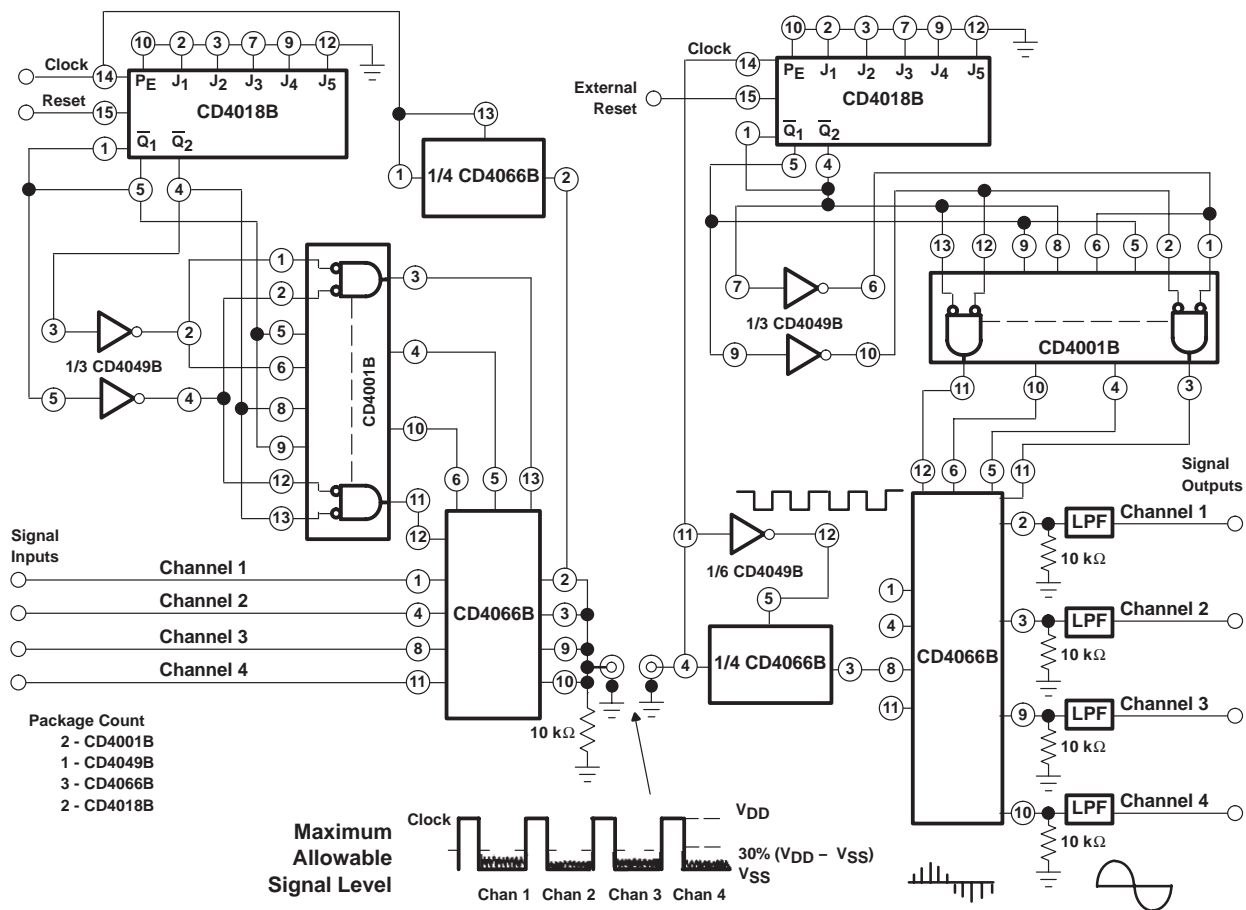 10 2 3 7 9 12
Clock 14 PE J1 J2 J3 J4 J5
Reset 15 CD4018B
1 Q̅1 Q̅2
5 4
13
1 1/4 CD4066B 2
1 3
2
3 2 5 4
1/3 CD4049B 6
5 4 8
CD4001B
9 10
12 6 5 13
13 11
12
Signal
Inputs
Channel 1 1 2
Channel 2 4 CD4066B 3
Channel 3 8 9
Channel 4 11 10
10 kΩ
Package Count
2 - CD4001B
1 - CD4049B
3 - CD4066B
2 - CD4018B
10 2 3 7 9 12
Clock 14 PE J1 J2 J3 J4 J5
External
Reset 15 CD4018B
1 Q̅1 Q̅2
5 4
13 12 9 8 6 5 2 1
7 6
1/3 CD4049B
9 10
CD4001B
11 10 4 3
12 6 5 11
Signal
Outputs
11 12
1/6 CD4049B
5
4 1/4 CD4066B 3
1
4
8
11
CD4066B
2 LPF Channel 1
10 kΩ
3 LPF Channel 2
10 kΩ
9 LPF Channel 3
10 kΩ
10 LPF Channel 4
10 kΩ
Maximum
Allowable
Signal Level
Clock VDD
30% (VDD – VSS)
VSS
Chan 1 Chan 2 Chan 3 Chan 4